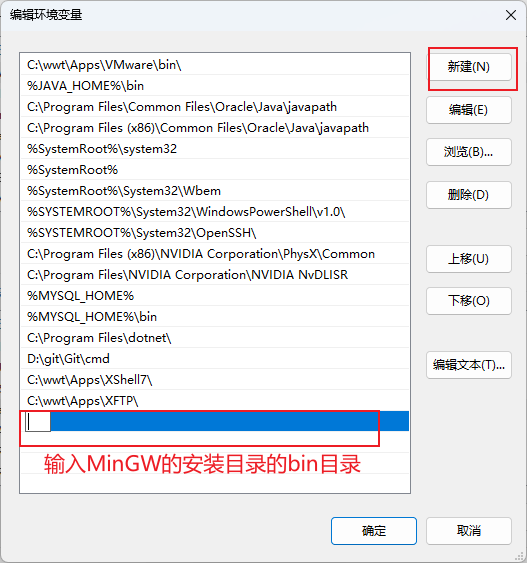 编辑环境变量
C:\wwt\Apps\VMware\bin\
%JAVA_HOME%\bin
C:\Program Files\Common Files\Oracle\Java\javapath
C:\Program Files (x86)\Common Files\Oracle\Java\javapath
%SystemRoot%\system32
%SystemRoot%
%SystemRoot%\System32\Wbem
%SYSTEMROOT%\System32\WindowsPowerShell\v1.0\
%SYSTEMROOT%\System32\OpenSSH\
C:\Program Files (x86)\NVIDIA Corporation\PhysX\Common
C:\Program Files\NVIDIA Corporation\NVIDIA NvDLISR
%MYSQL_HOME%
%MYSQL_HOME%\bin
C:\Program Files\dotnet\
D:\git\Git\cmd
C:\wwt\Apps\XShell7\
C:\wwt\Apps\XFTP\
输入MinGW的安装目录的bin目录
新建(N)
编辑(E)
浏览(B)...
删除(D)
上移(U)
下移(O)
编辑文本(T)...
确定
取消